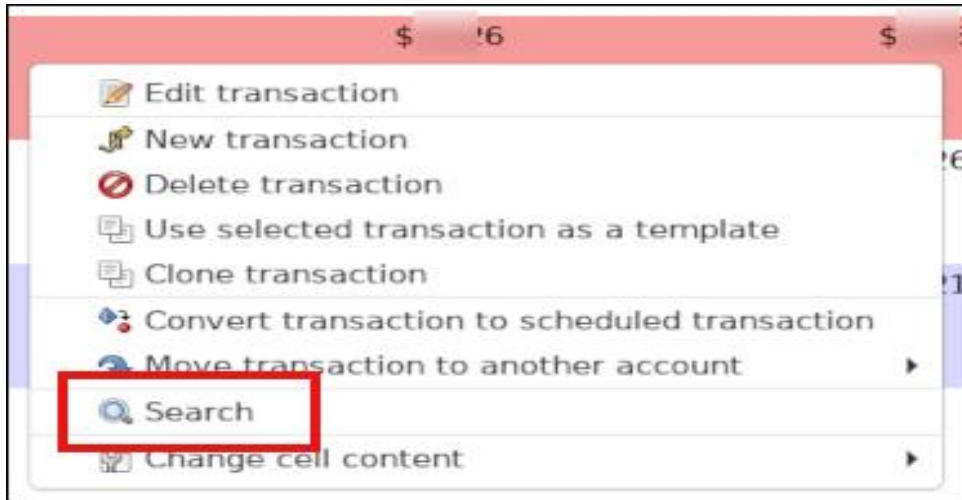 $ 26 $
Edit transaction
New transaction
Delete transaction
Use selected transaction as a template
Clone transaction
Convert transaction to scheduled transaction
Move transaction to another account
Search
Change cell content